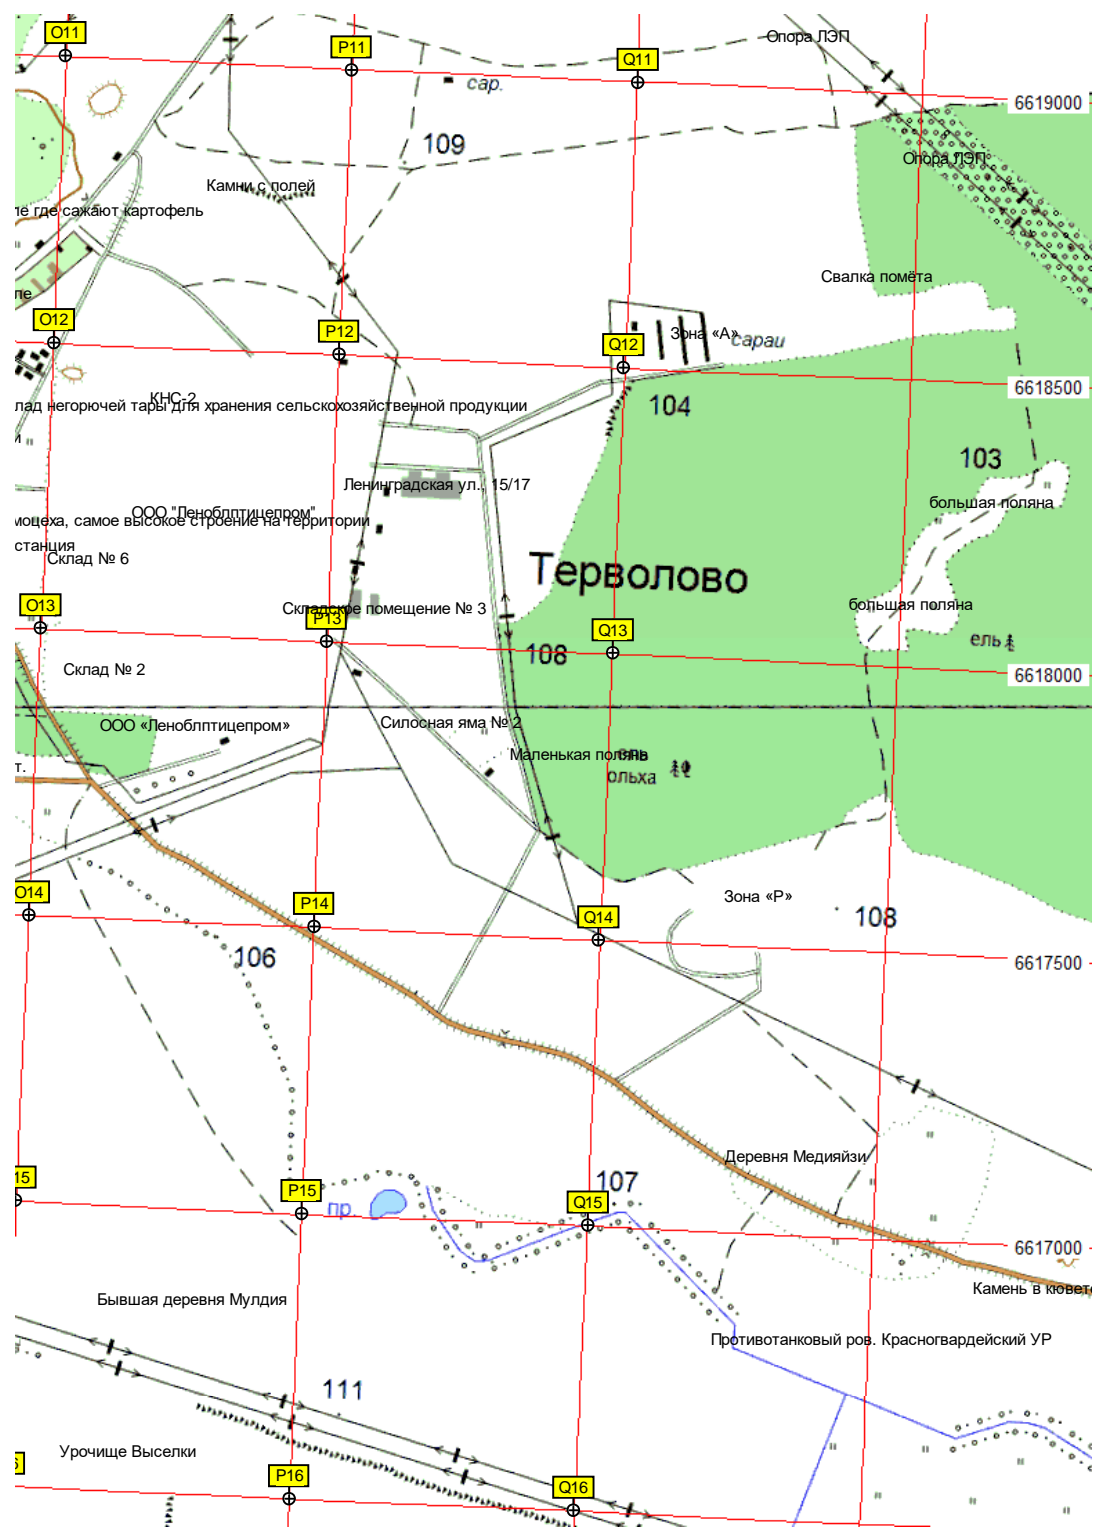 O11
P11
Q11
Опора ЛЭП
сар.
6619000
109
Опора ЛЭП
Камни с полей
ле где сажают картофель
Свалка помёта
ле
O12
P12
Q12
Зона «А»
сараи
6618500
КНС-2
лад негорючей тары для хранения сельскохозяйственной продукции
104
и
103
Ленинградская ул., 15/17
большая поляна
ООО "Леноблптицепром"
моцеха, самое высокое строение на территории
станция
Склад № 6
Терволово
O13
Складское помещение № 3
P13
Q13
большая поляна
ель
108
Склад № 2
6618000
ООО «Леноблптицепром»
Силосная яма № 2
Маленькая поляна
ель
ольха
т.
O14
P14
Q14
Зона «Р»
108
106
6617500
Деревня Медияйзи
15
P15
107
Q15
пр.
6617000
Камень в кювете
Бывшая деревня Мулдия
Противотанковый ров. Красногвардейский УР
111
Урочище Выселки
6
P16
Q16